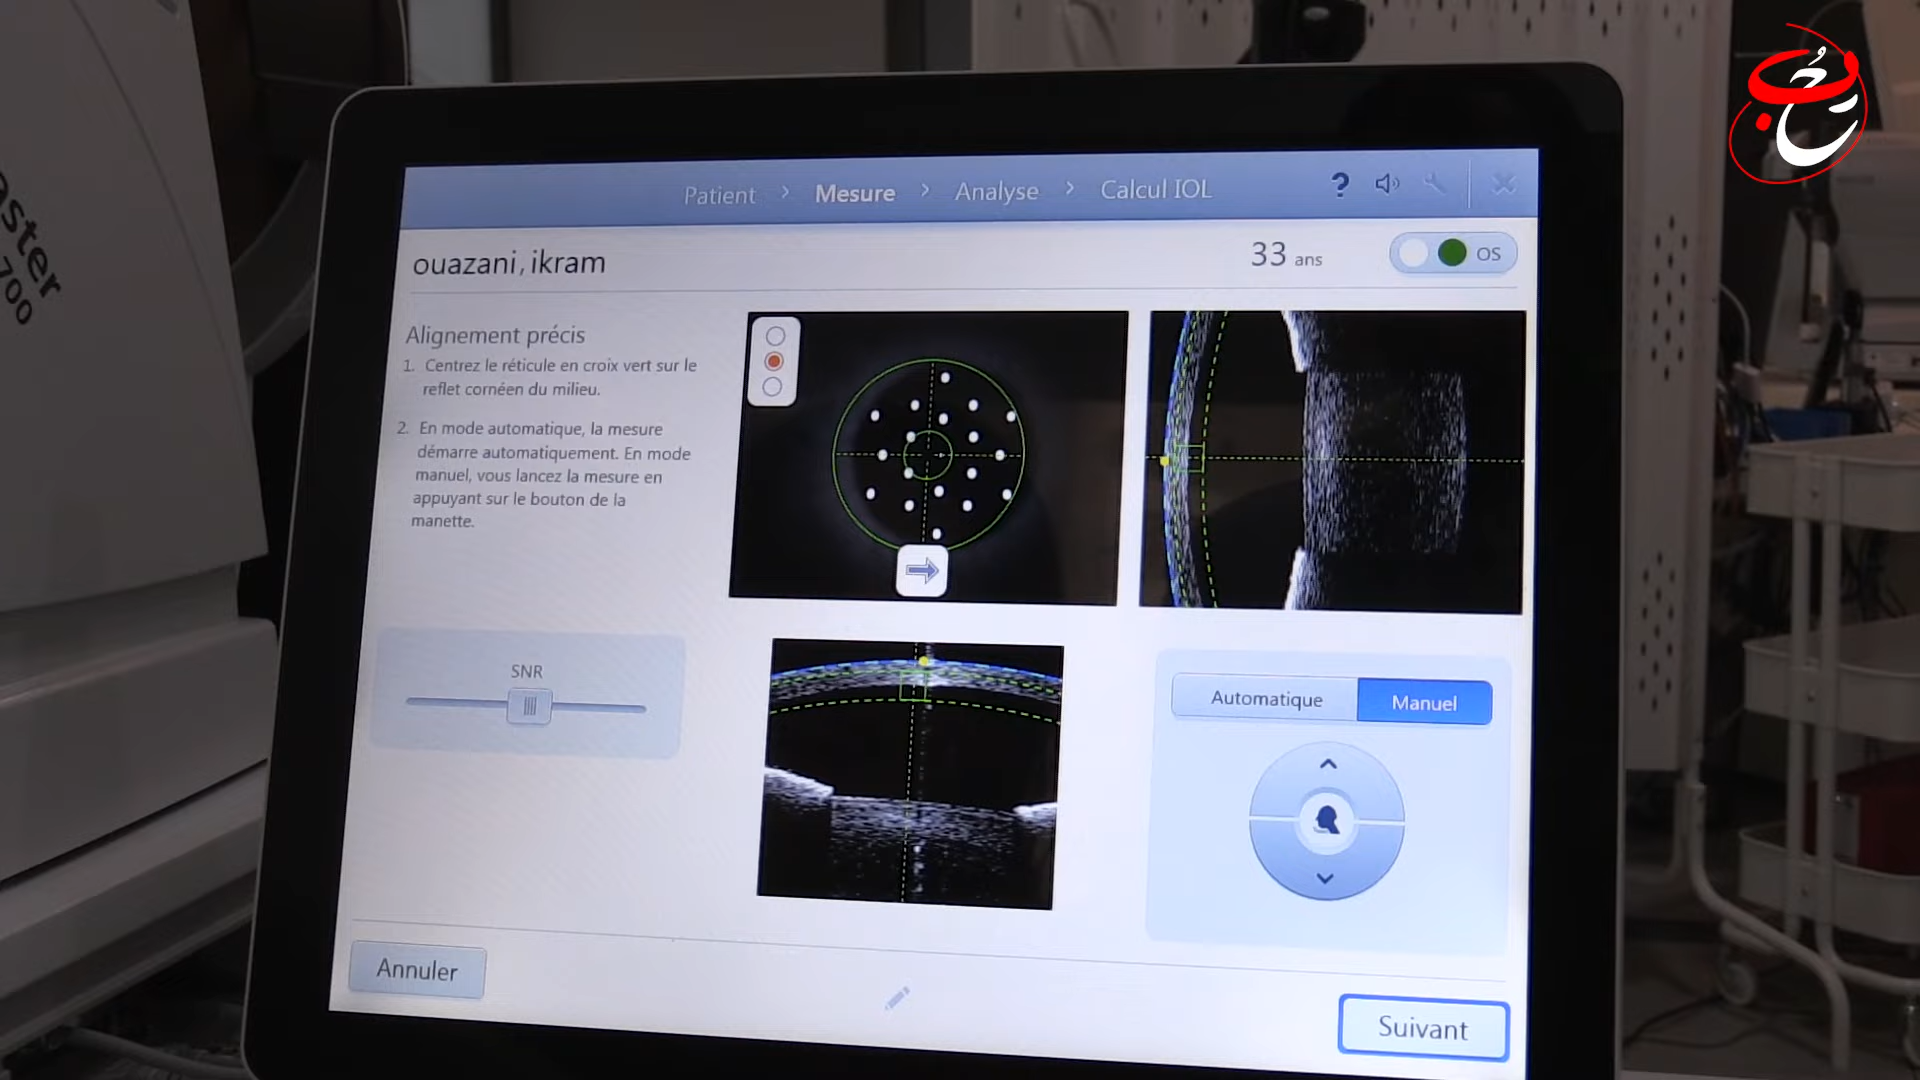 aster
700
Patient > Mesure > Analyse > Calcul IOL
?
ouazani, ikram
33 ans
OS
Alignement précis
1. Centrez le réticule en croix vert sur le
reflet cornéen du milieu.
2. En mode automatique, la mesure
démarre automatiquement. En mode
manuel, vous lancez la mesure en
appuyant sur le bouton de la
manette.
SNR
Automatique
Manuel
Annuler
Suivant